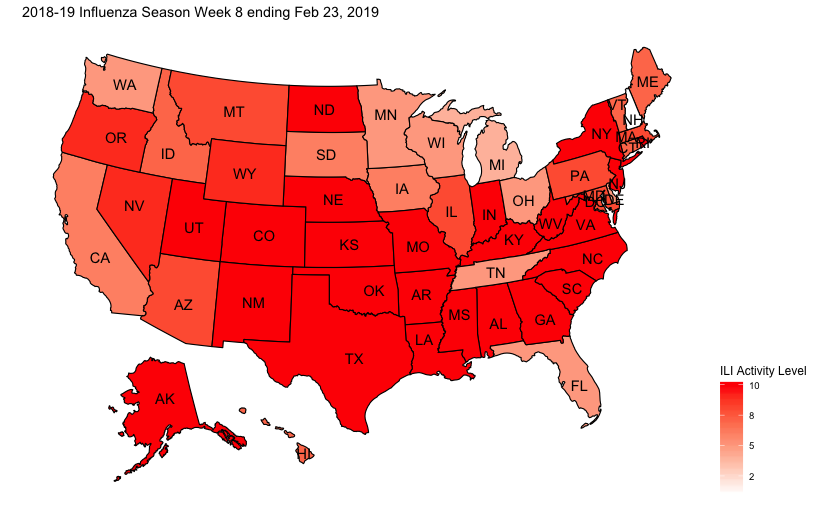 2018-19 Influenza Season Week 8 ending Feb 23, 2019
WA
MT
ND
MN
ME
VT
NH
OR
ID
SD
WI
MI
NY
MA
CT
WY
IA
PA
NJ
NE
OH
DE
NV
UT
IL
IN
WV
VA
CO
KS
MO
KY
CA
NC
TN
AZ
NM
OK
AR
SC
MS
AL
GA
LA
TX
FL
AK
HI
ILI Activity Level
10
8
5
2